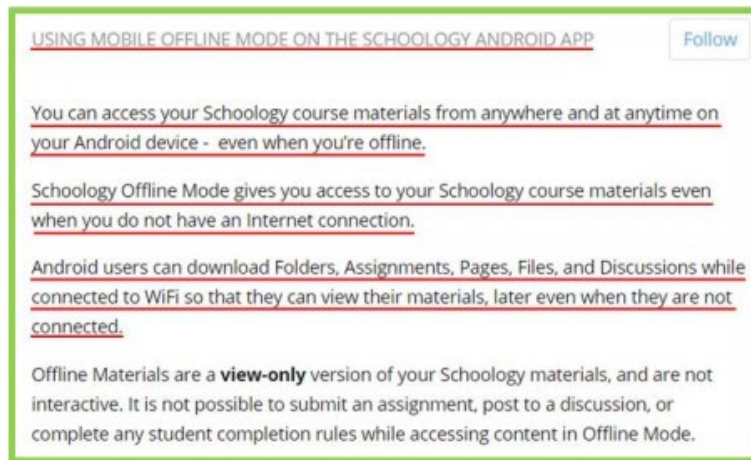 USING MOBILE OFFLINE MODE ON THE SCHOOLOGY ANDROID APP
Follow
You can access your Schoology course materials from anywhere and at anytime on
your Android device -  even when you're offline.
Schoology Offline Mode gives you access to your Schoology course materials even
when you do not have an Internet connection.
Android users can download Folders, Assignments, Pages, Files, and Discussions while
connected to WiFi so that they can view their materials, later even when they are not
connected.
Offline Materials are a view-only version of your Schoology materials, and are not
interactive. It is not possible to submit an assignment, post to a discussion, or
complete any student completion rules while accessing content in Offline Mode.